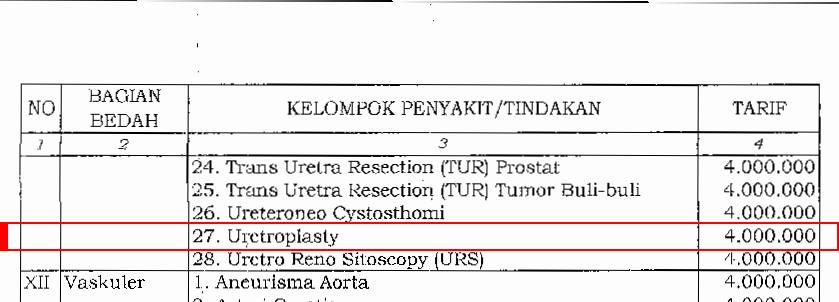 NO BAGIAN BEDAH KELOMPOK PENYAKIT/TINDAKAN TARIF
1 2 3 4
24. Trans Uretra Resection (TUR) Prostat 4.000.000
25. Trans Uretra Resection (TUR) Tumor Buli-buli 4.000.000
26. Ureteroneo Cystosthomi 4.000.000
27. Uretroplasty 4.000.000
28. Uretro Reno Sitoscopy (URS) 4.000.000
XII Vaskuler 1. Aneurisma Aorta 4.000.000